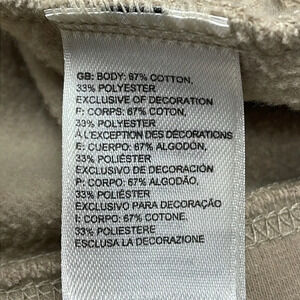 GB: BODY: 67% COTTON,
33% POLYESTER
EXCLUSIVE OF DECORATION
F: CORPS: 67% COTON,
33% POLYESTER
À L'EXCEPTION DES DÉCORATIONS
E: CUERPO: 67% ALGODÓN,
33% POLIÉSTER
EXCLUSIVO DE DECORACIÓN
P: CORPO: 67% ALGODÃO,
33% POLIÉSTER
EXCLUSIVO PARA DECORAÇÃO
I: CORPO: 67% COTONE,
33% POLIESTERE
ESCLUSA LA DECORAZIONE